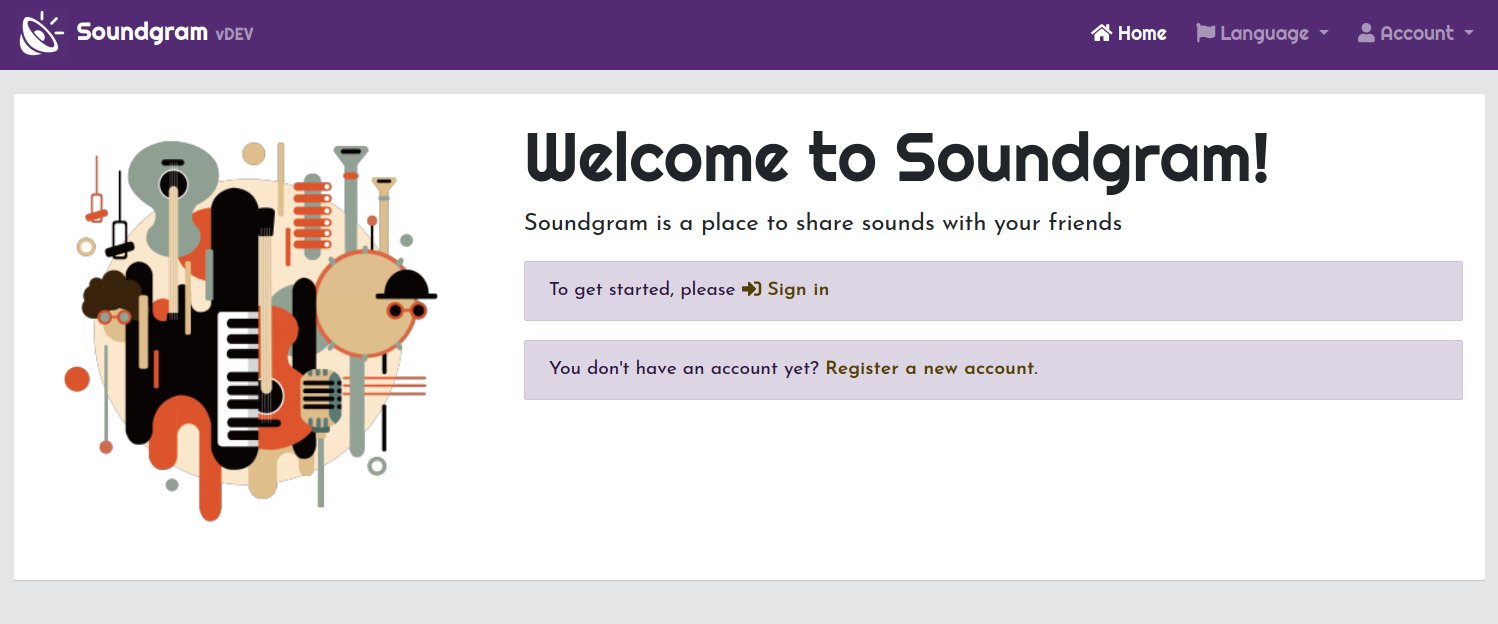 Soundgram vDEV
Home
Language
Account
Welcome to Soundgram!
Soundgram is a place to share sounds with your friends
To get started, please Sign in
You don't have an account yet? Register a new account.